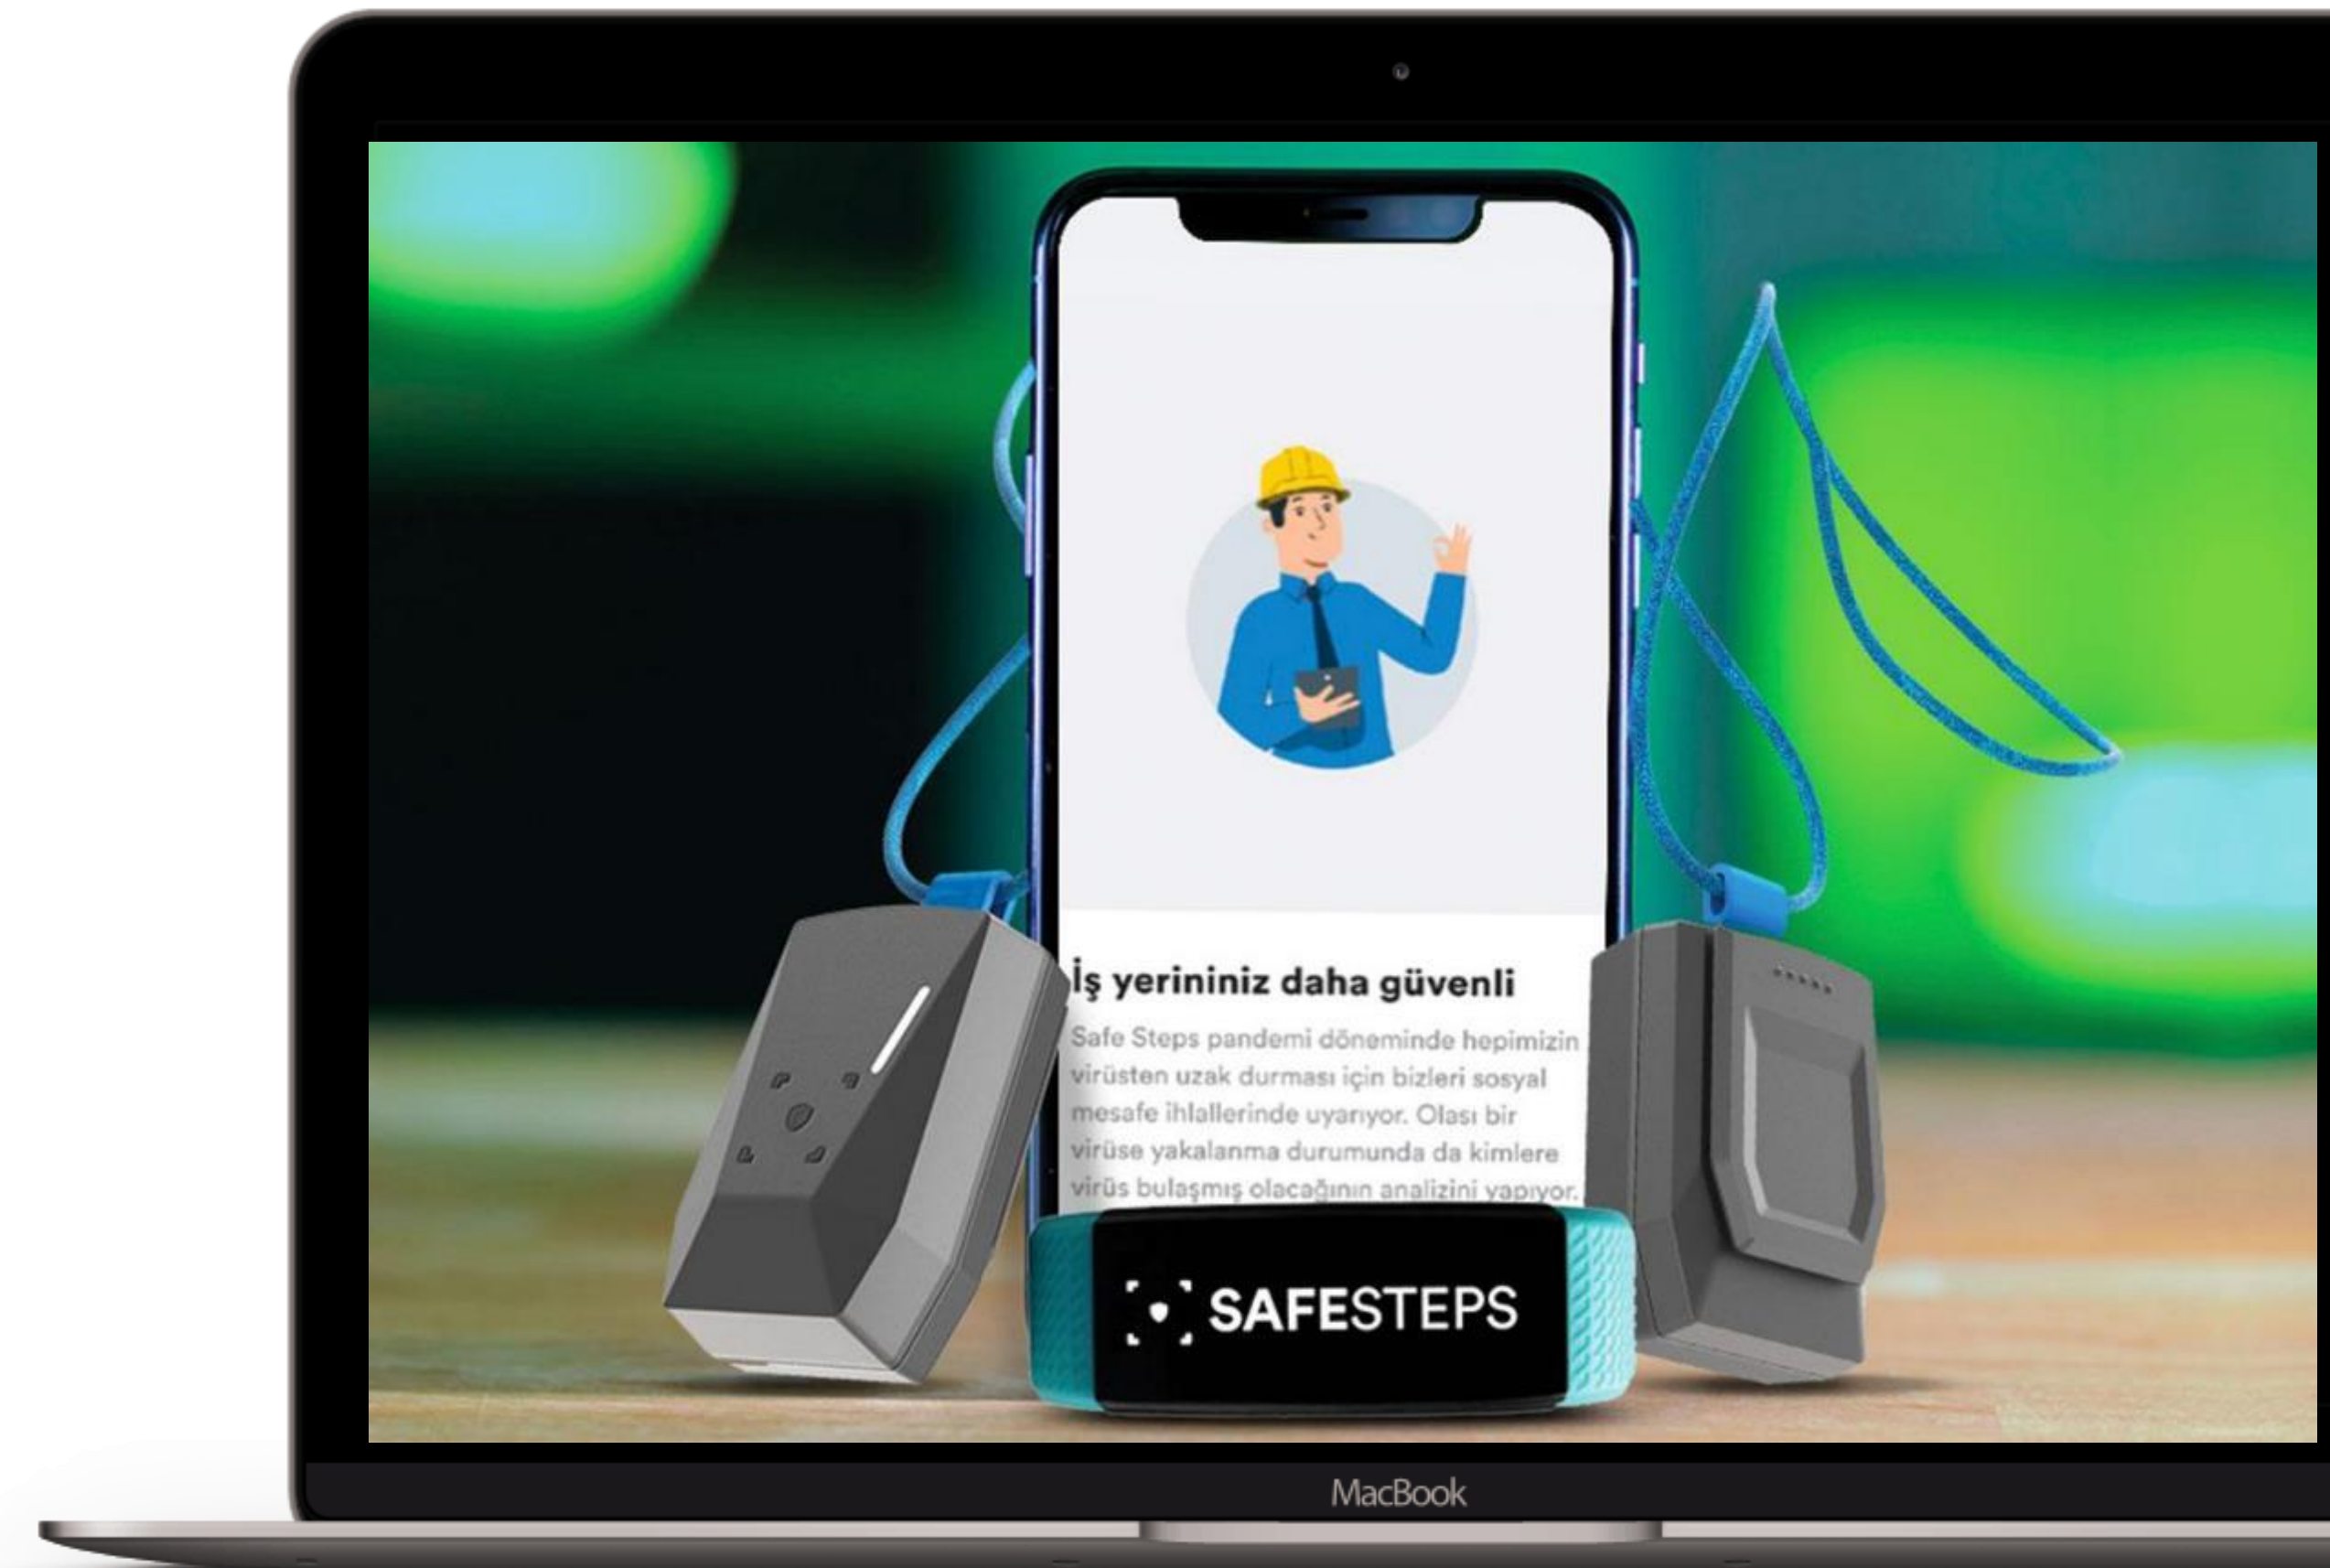 İş yerininiz daha güvenli
Safe Steps pandemi döneminde hepimizin
virüsten uzak durması için bizleri sosyal
mesafe ihlallerinde uyarıyor. Olası bir
virüse yakalanma durumunda da kimlere
virüs bulaşmış olacağının analizini yapıyor.
SAFESTEPS
MacBook